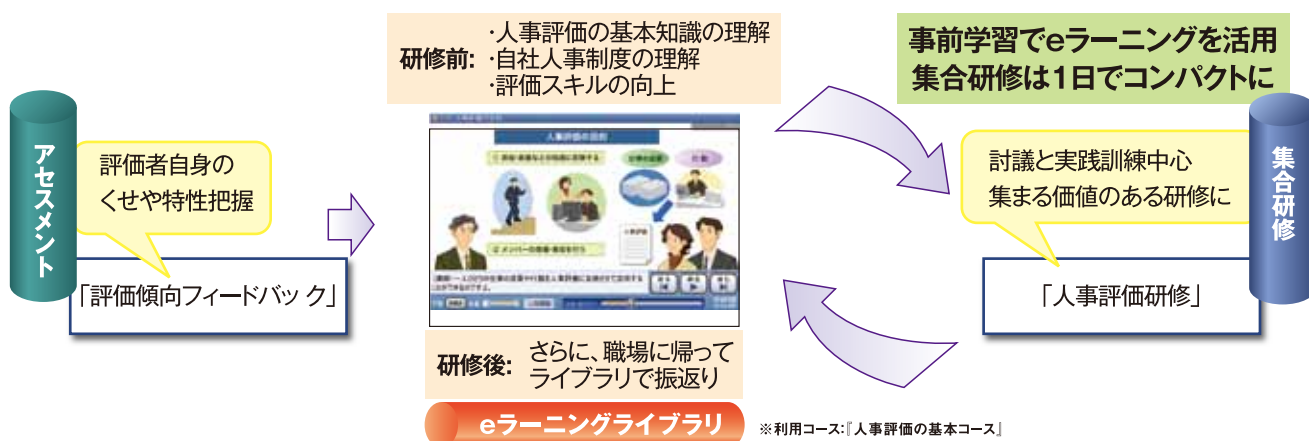 アセスメント
評価者自身の
くせや特性把握
「評価傾向フィードバック」
研修前:
・人事評価の基本知識の理解
・自社人事制度の理解
・評価スキルの向上
人事評価の目的
人事評価
研修後:
さらに、職場に帰って
ライブラリで振返り
eラーニングライブラリ
※利用コース:『人事評価の基本コース』
事前学習でeラーニングを活用
集合研修は1日でコンパクトに
討議と実践訓練中心
集まる価値のある研修に
集合研修
「人事評価研修」